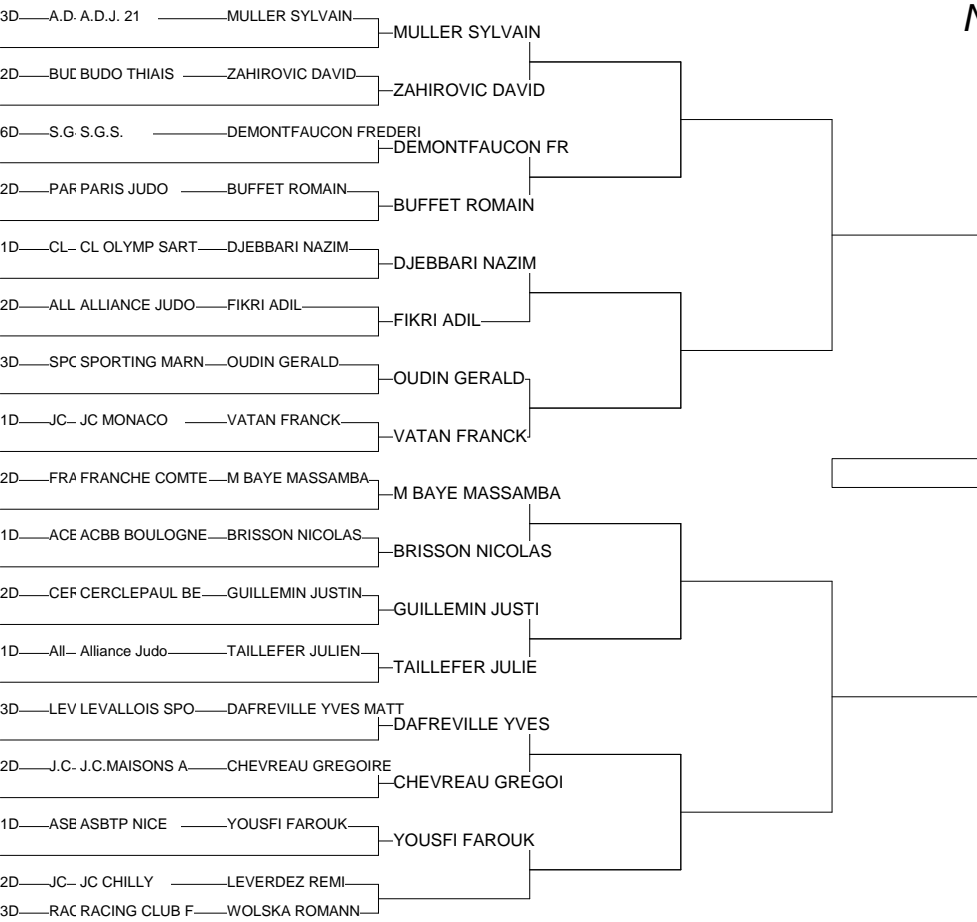 3D A.D. A.D.J. 21 MULLER SYLVAIN
MULLER SYLVAIN
2D BUD BUDO THIAIS ZAHIROVIC DAVID
ZAHIROVIC DAVID
6D S.G S.G.S. DEMONTFAUCON FREDERI
DEMONTFAUCON FR
2D PAR PARIS JUDO BUFFET ROMAIN
BUFFET ROMAIN
1D CL CL OLYMP SART DJEBBARI NAZIM
DJEBBARI NAZIM
2D ALL ALLIANCE JUDO FIKRI ADIL
FIKRI ADIL
3D SPO SPORTING MARN OUDIN GERALD
OUDIN GERALD
1D JC JC MONACO VATAN FRANCK
VATAN FRANCK
2D FRA FRANCHE COMTE M BAYE MASSAMBA
M BAYE MASSAMBA
1D ACB ACBB BOULOGNE BRISSON NICOLAS
BRISSON NICOLAS
2D CER CERCLEPAUL BE GUILLEMIN JUSTIN
GUILLEMIN JUSTI
1D All Alliance Judo TAILLEFER JULIEN
TAILLEFER JULIE
3D LEV LEVALLOIS SPO DAFREVILLE YVES MATT
DAFREVILLE YVES
2D J.C J.C.MAISONS A CHEVREAU GREGOIRE
CHEVREAU GREGOI
1D ASB ASBTP NICE YOUSFI FAROUK
YOUSFI FAROUK
2D JC JC CHILLY LEVERDEZ REMI
3D RAC RACING CLUB F WOLSKA ROMANN